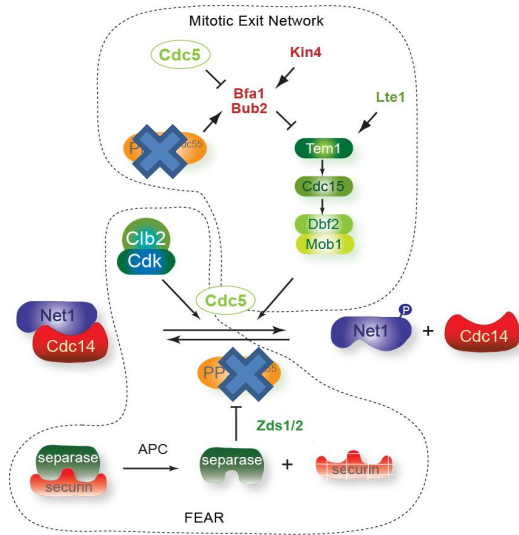 Mitotic Exit Network
Cdc5
Kin4
Bfa1
Bub2
Lte1
Tem1
Cdc15
Dbf2
Mob1
Clb2
Cdk
Cdc5
Net1
Cdc14
P
Net1
+
Cdc14
PP
Zds1/2
separase
securin
APC
separase
+
securin
FEAR